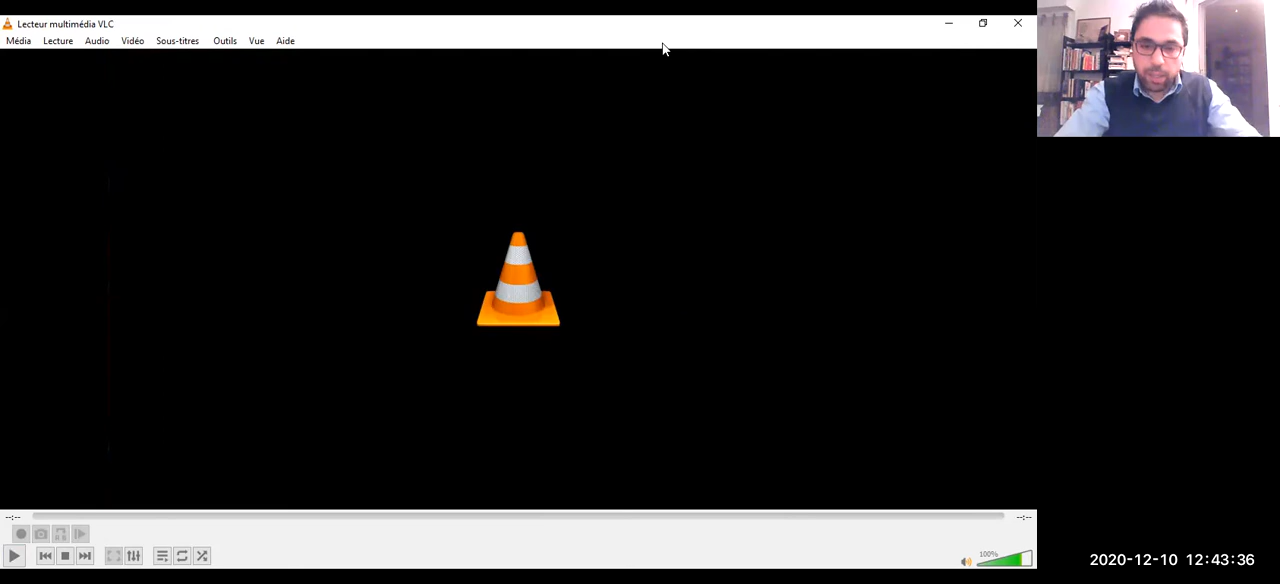 Lecteur multimédia VLC
Média Lecture Audio Vidéo Sous-titres Outils Vue Aide
--:-- --:--
100%
2020-12-10 12:43:36